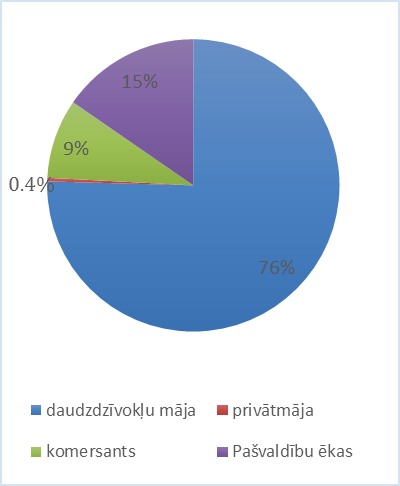 15%
9%
0.4%
76%
daudzdzīvokļu māja
privātmāja
komersants
Pašvaldību ēkas